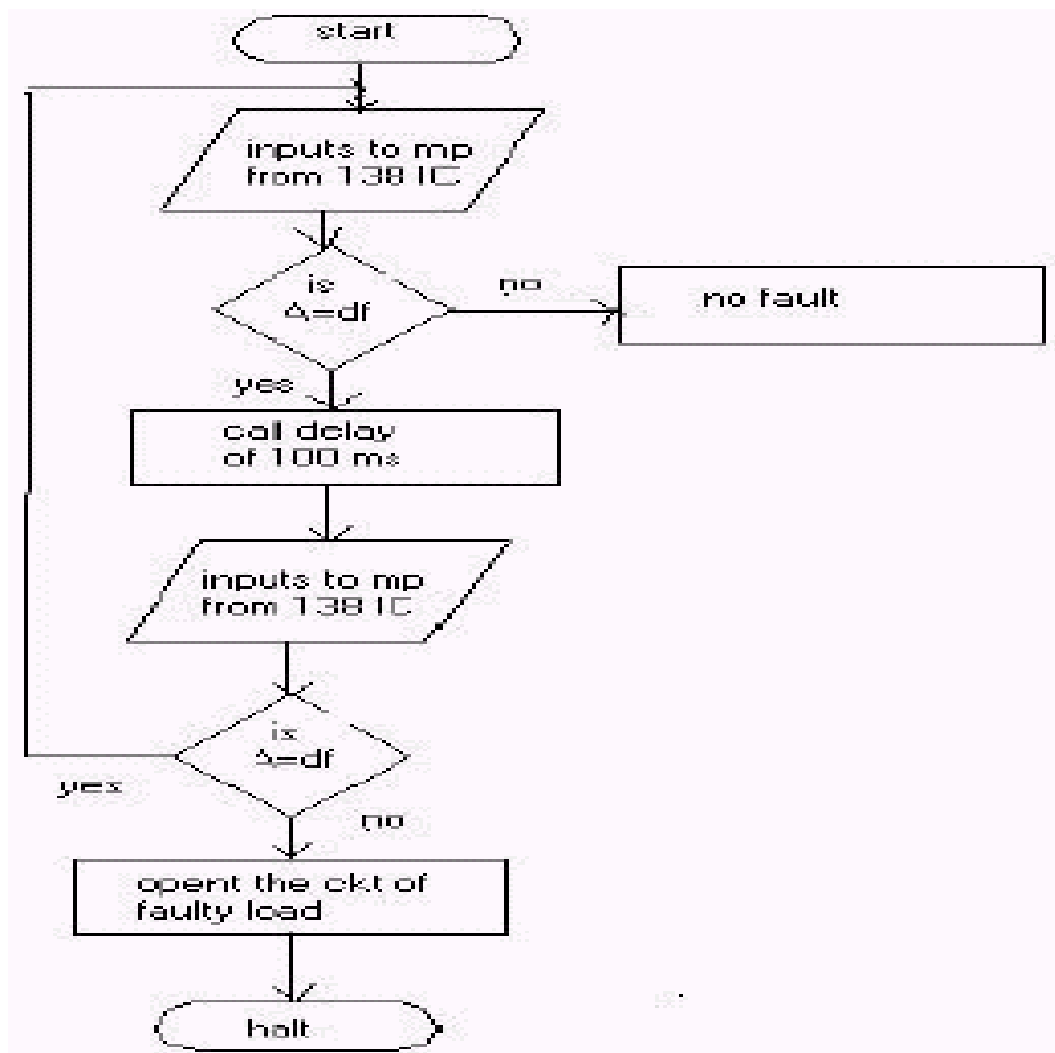 start
inputs to mp
from 138 IC
is
Δ=df
no
no fault
yes
call delay
of 100 ms
inputs to mp
from 138 IC
is
Δ=df
yes
no
opent the ckt of
faulty load
halt